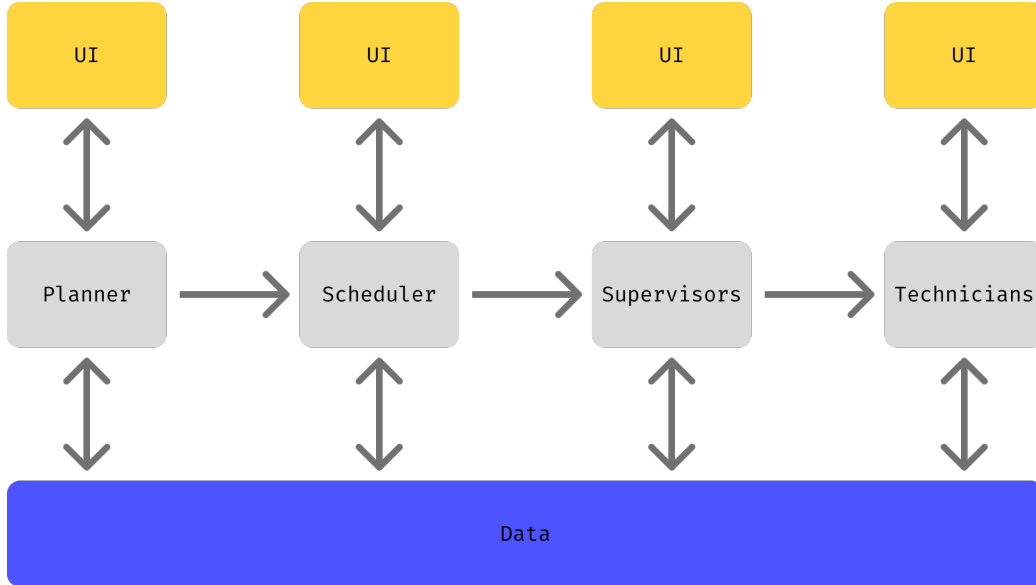 UI
UI
UI
UI
Planner
Scheduler
Supervisors
Technicians
Data